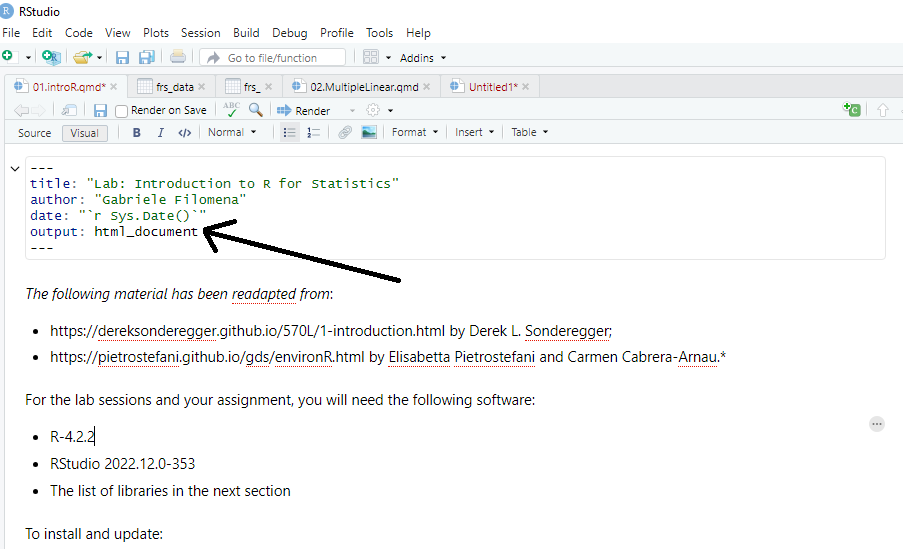 RStudio
File Edit Code View Plots Session Build Debug Profile Tools Help
Go to file/function Addins
01.introR.qmd* frs_data frs_ 02.MultipleLinear.qmd Untitled1*
Render on Save ABC Render
Source Visual B I </> Normal Format Insert Table
---
title: "Lab: Introduction to R for Statistics"
author: "Gabriele Filomena"
date: "`r Sys.Date()`"
output: html_document
---
The following material has been readapted from:
• https://dereksonderegger.github.io/570L/1-introduction.html by Derek L. Sonderegger;
• https://pietrostefani.github.io/gds/environR.html by Elisabetta Pietrostefani and Carmen Cabrera-Arnau.*
For the lab sessions and your assignment, you will need the following software:
• R-4.2.2
• RStudio 2022.12.0-353
• The list of libraries in the next section
To install and update: